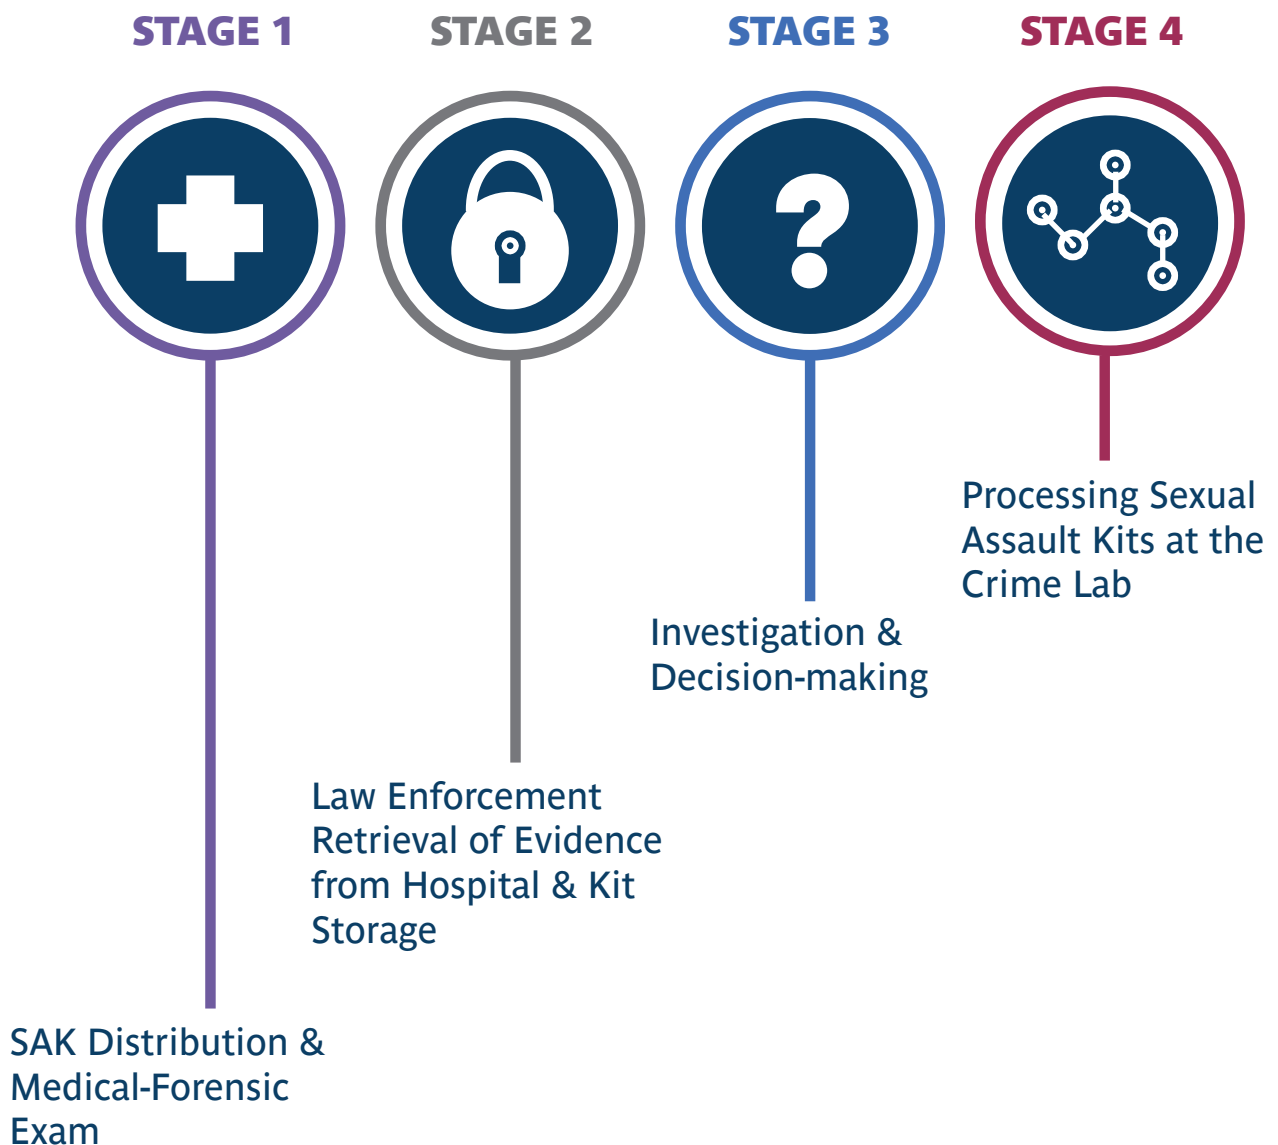 STAGE 1
STAGE 2
STAGE 3
STAGE 4
Processing Sexual
Assault Kits at the
Crime Lab
Investigation &
Decision-making
Law Enforcement
Retrieval of Evidence
from Hospital & Kit
Storage
SAK Distribution &
Medical-Forensic
Exam